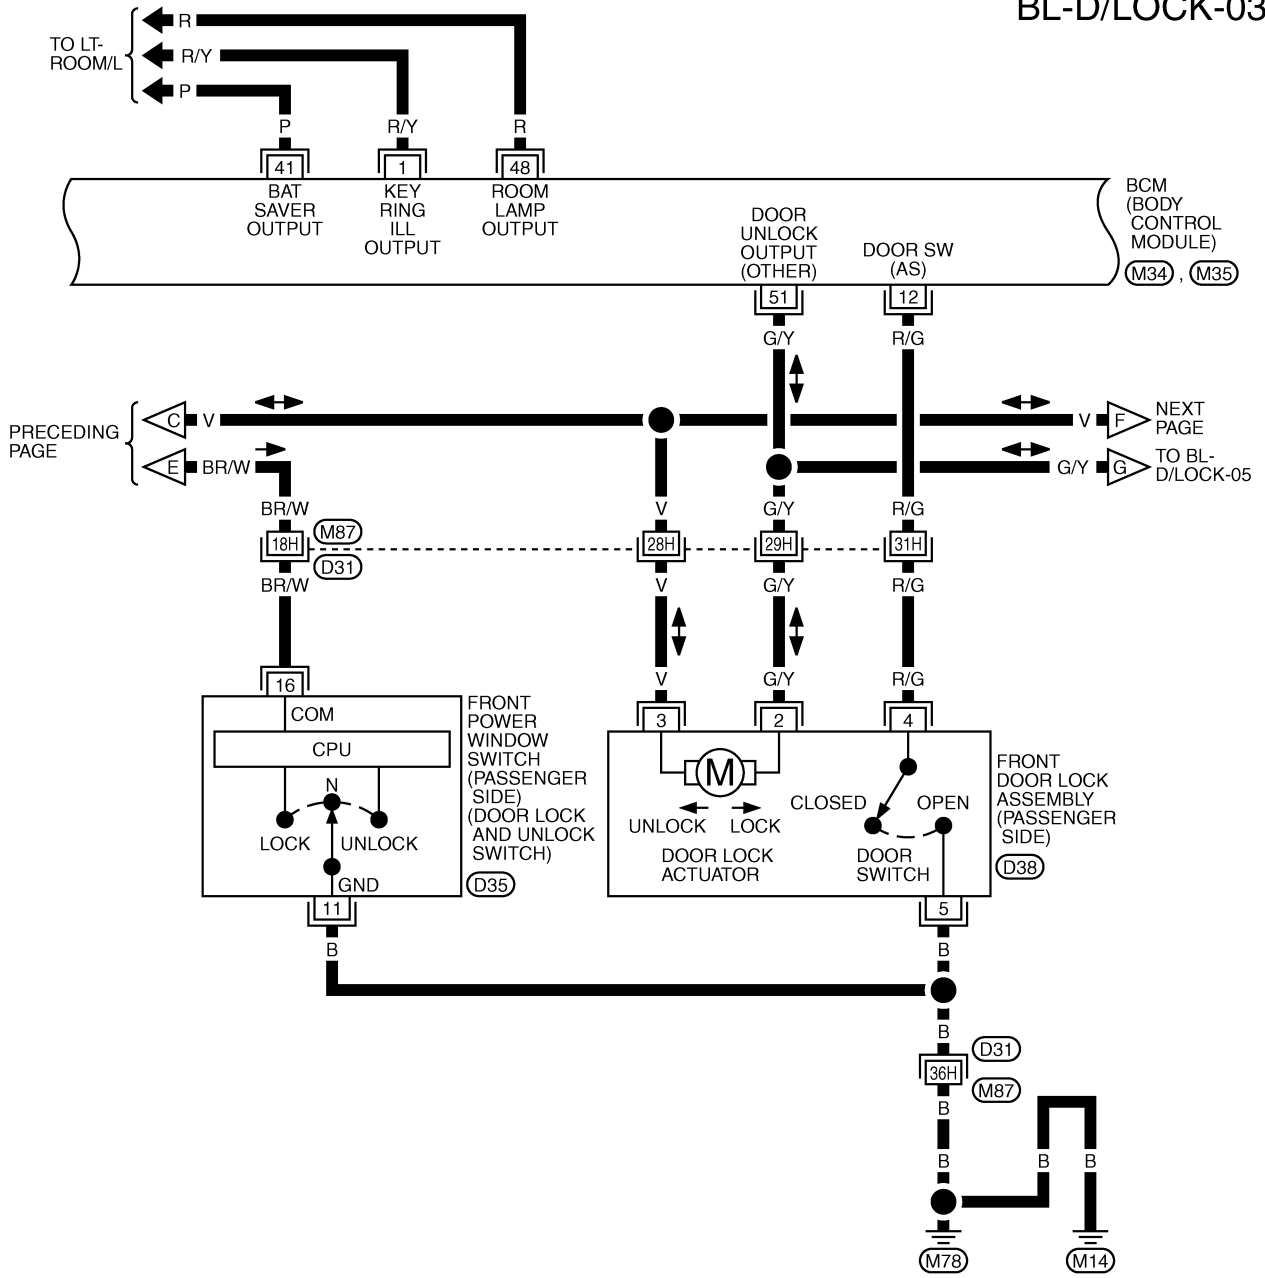 BL-D/LOCK-03
TO LT-
ROOM/L
R
R/Y
P
P
R/Y
R
41
1
48
BAT
SAVER
OUTPUT
KEY
RING
ILL
OUTPUT
ROOM
LAMP
OUTPUT
DOOR
UNLOCK
OUTPUT
(OTHER)
DOOR SW
(AS)
BCM
(BODY
CONTROL
MODULE)
M34 , M35
51
12
G/Y
R/G
PRECEDING
PAGE
C
V
V
F
NEXT
PAGE
E
BR/W
G/Y
G
TO BL-
D/LOCK-05
BR/W
V
G/Y
R/G
M87
18H
28H
29H
31H
D31
BR/W
V
G/Y
R/G
V
G/Y
R/G
16
3
2
4
COM
CPU
N
LOCK
UNLOCK
GND
FRONT
POWER
WINDOW
SWITCH
(PASSENGER
SIDE)
(DOOR LOCK
AND UNLOCK
SWITCH)
D35
M
UNLOCK
LOCK
DOOR LOCK
ACTUATOR
CLOSED
OPEN
DOOR
SWITCH
FRONT
DOOR LOCK
ASSEMBLY
(PASSENGER
SIDE)
D38
11
5
B
B
B
D31
36H
M87
B
B
B
B
M78
M14